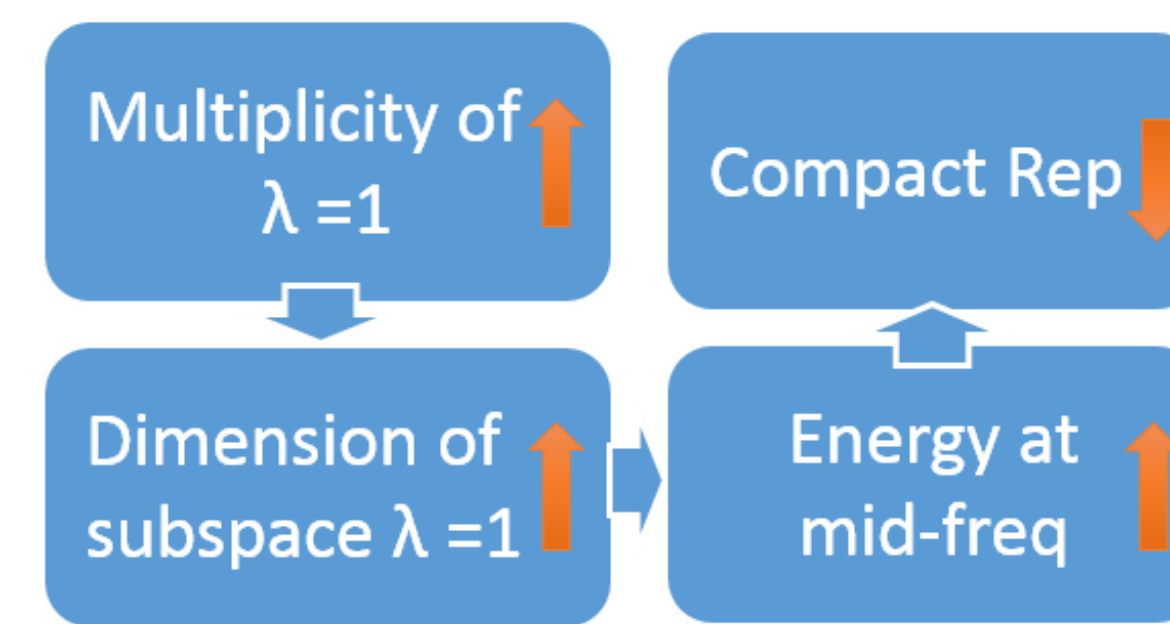 Multiplicity of
λ =1
Dimension of
subspace λ =1
Energy at
mid-freq
Compact Rep